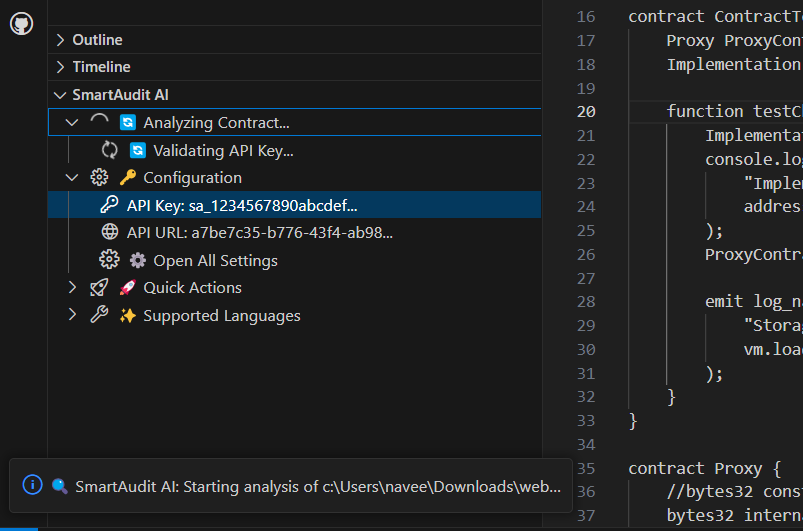 Outline
Timeline
SmartAudit AI
Analyzing Contract...
Validating API Key...
Configuration
API Key: sa_1234567890abcdef...
API URL: a7be7c35-b776-43f4-ab98...
Open All Settings
Quick Actions
Supported Languages
SmartAudit AI: Starting analysis of c:\Users\navee\Downloads\web...
16 contract ContractTe
17 Proxy ProxyCont
18 Implementation
19
20 function testCl
21 Implementat
22 console.log
23 "Implem
24 address
25 );
26 ProxyContra
27
28 emit log_na
29 "Storag
30 vm.load
31 );
32 }
33 }
34
35 contract Proxy {
36 //bytes32 const
37 bytes32 interna